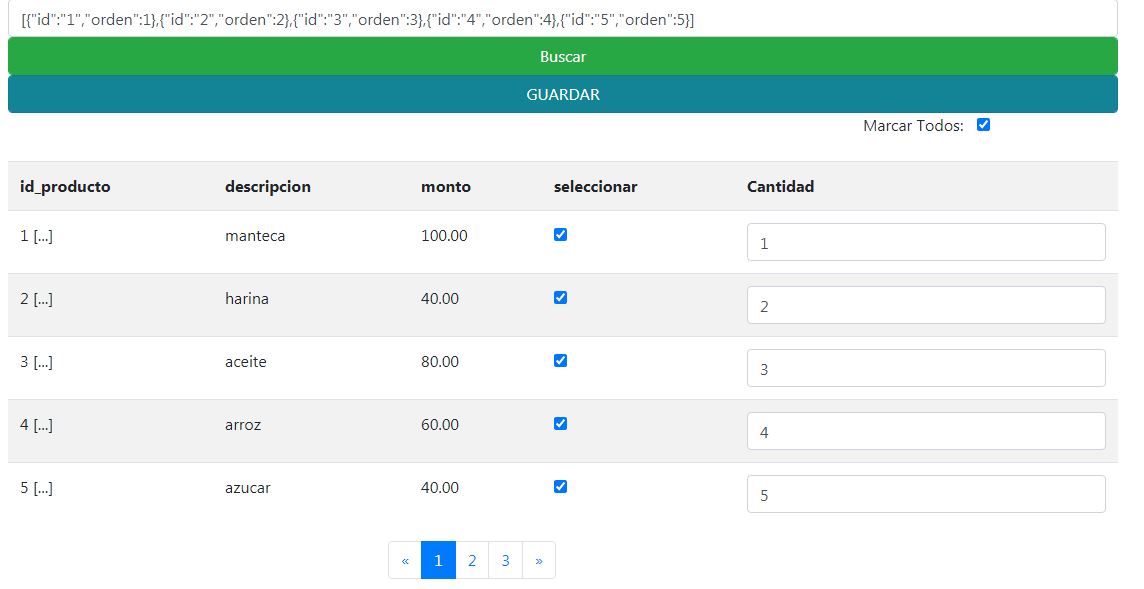 [{"id":"1","orden":1},{"id":"2","orden":2},{"id":"3","orden":3},{"id":"4","orden":4},{"id":"5","orden":5}]
Buscar
GUARDAR
Marcar Todos:
id_producto descripcion monto seleccionar Cantidad
1 [...] manteca 100.00 1
2 [...] harina 40.00 2
3 [...] aceite 80.00 3
4 [...] arroz 60.00 4
5 [...] azucar 40.00 5
« 1 2 3 »